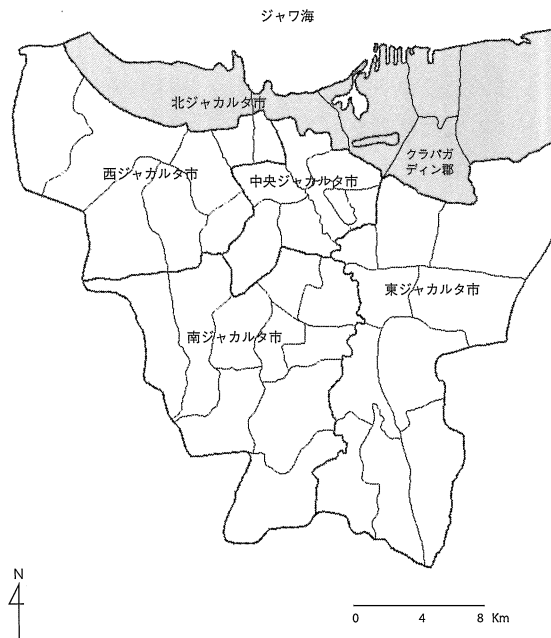 ジャワ海
北ジャカルタ市
クラパガ
ディン郡
西ジャカルタ市
中央ジャカルタ市
東ジャカルタ市
南ジャカルタ市
N
0 4 8 Km